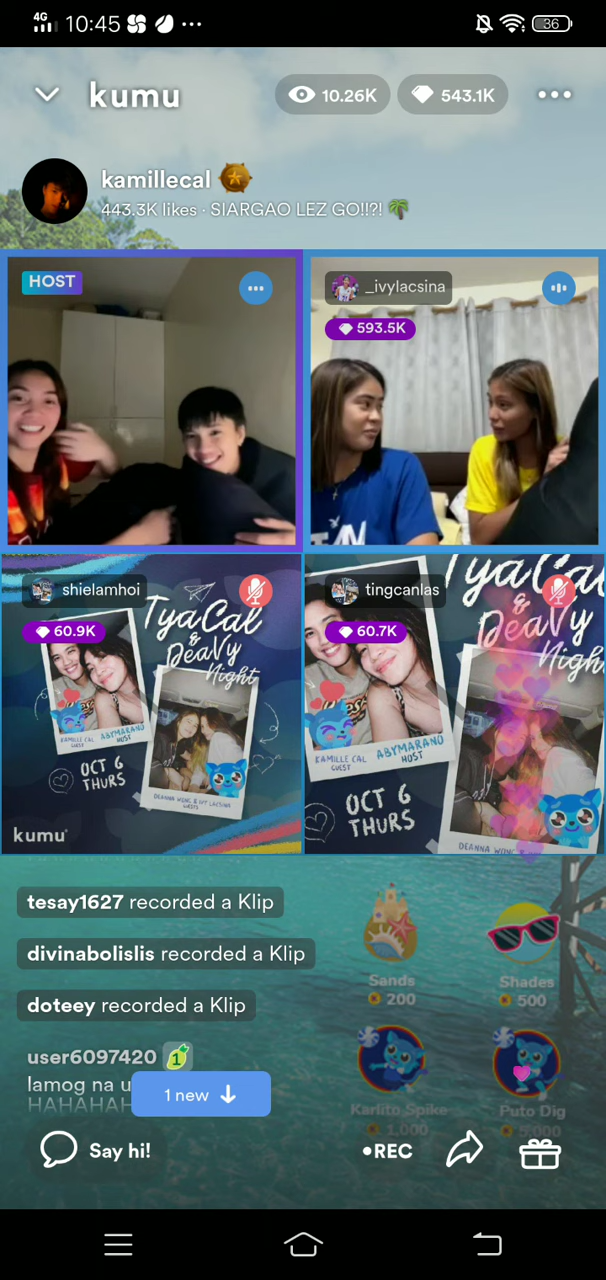 4G 10:45 ... 36
kumu 10.26K 543.1K
kamillecal
443.3K likes · SIARGAO LEZ GO!!?! 🌴
HOST
_ivylacsina
593.5K
shielamhoi
60.9K
TyaCal
&
DeaVy
Night
KAMILLE CAL
GUEST
ABYMARANO
HOST
OCT 6
THURS
DEANNA WONG & IVY LACSINA
GUESTS
kumu
tingcanlas
60.7K
TyaCal
&
DeaVy
Night
KAMILLE CAL
GUEST
ABYMARANO
HOST
OCT 6
THURS
DEANNA WONG &
tesay1627 recorded a Klip
divinabolislis recorded a Klip
doteey recorded a Klip
user6097420 1
lamog na u
HAHAHAH
1 new
Sands
200
Shades
500
Karlito Spike
1,000
Puto Dig
5,000
Say hi!
•REC